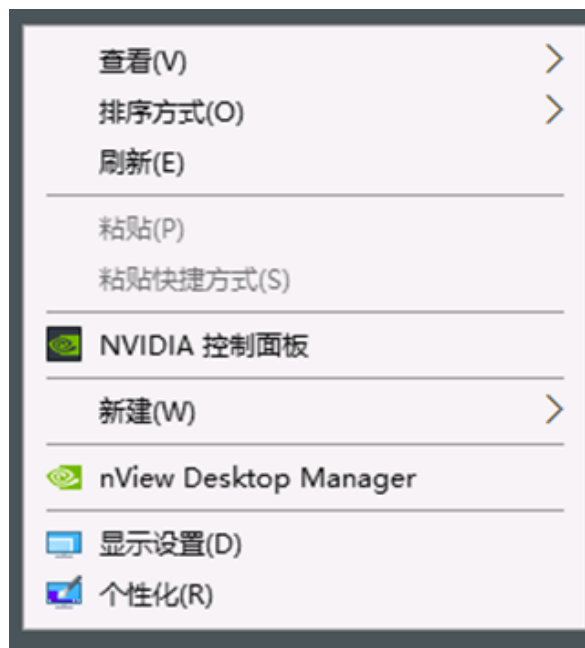 查看(V)
排序方式(O)
刷新(E)
粘贴(P)
粘贴快捷方式(S)
NVIDIA 控制面板
新建(W)
nView Desktop Manager
显示设置(D)
个性化(R)